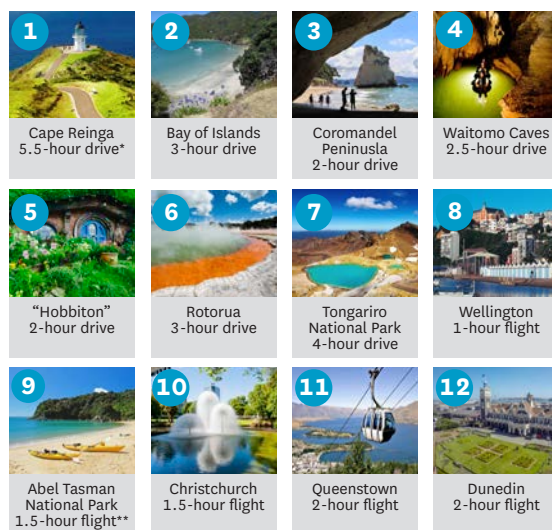 1
Cape Reinga
5.5-hour drive*
2
Bay of Islands
3-hour drive
3
Coromandel
Peninusla
2-hour drive
4
Waitomo Caves
2.5-hour drive
5
“Hobbiton”
2-hour drive
6
Rotorua
3-hour drive
7
Tongariro
National Park
4-hour drive
8
Wellington
1-hour flight
9
Abel Tasman
National Park
1.5-hour flight**
10
Christchurch
1.5-hour flight
11
Queenstown
2-hour flight
12
Dunedin
2-hour flight